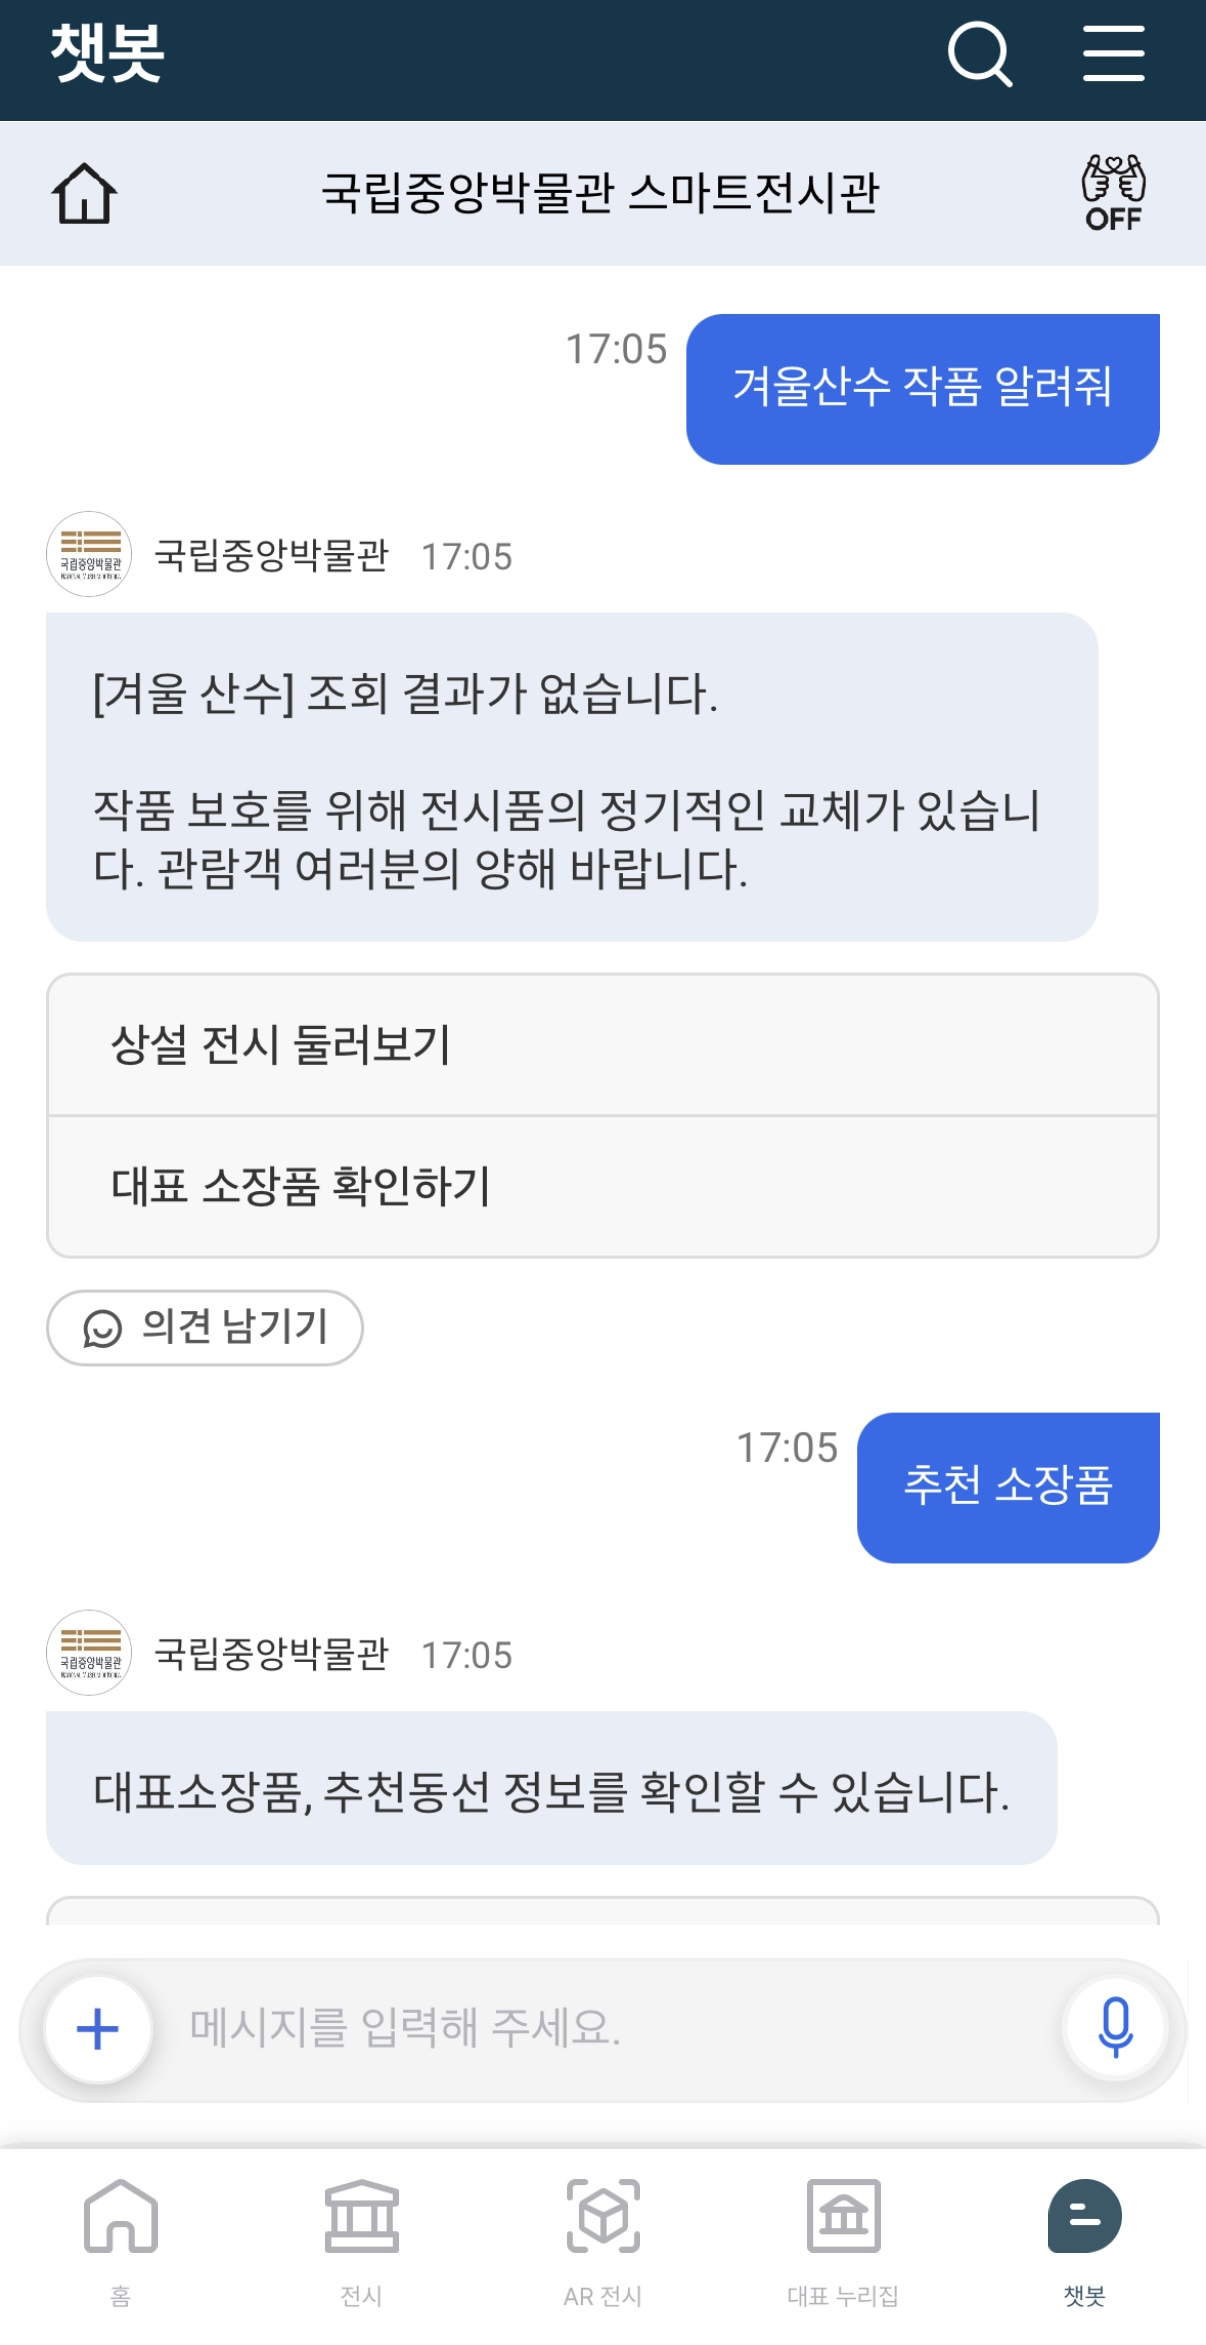 챗봇
국립중앙박물관 스마트전시관
OFF
17:05
겨울산수 작품 알려줘
국립중앙박물관
국립중앙박물관 17:05
[겨울 산수] 조회 결과가 없습니다.
작품 보호를 위해 전시품의 정기적인 교체가 있습니
다. 관람객 여러분의 양해 바랍니다.
상설 전시 둘러보기
대표 소장품 확인하기
의견 남기기
17:05
추천 소장품
국립중앙박물관
국립중앙박물관 17:05
대표소장품, 추천동선 정보를 확인할 수 있습니다.
메시지를 입력해 주세요.
홈
전시
AR 전시
대표 누리집
챗봇